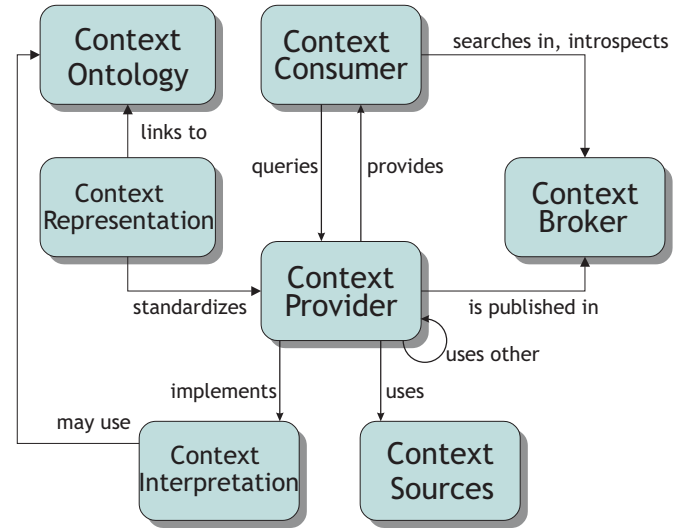 Context
Ontology
Context
Consumer
searches in, introspects
links to
queries
provides
Context
Representation
Context
Broker
Context
Provider
standardizes
is published in
uses other
implements
uses
may use
Context
Interpretation
Context
Sources